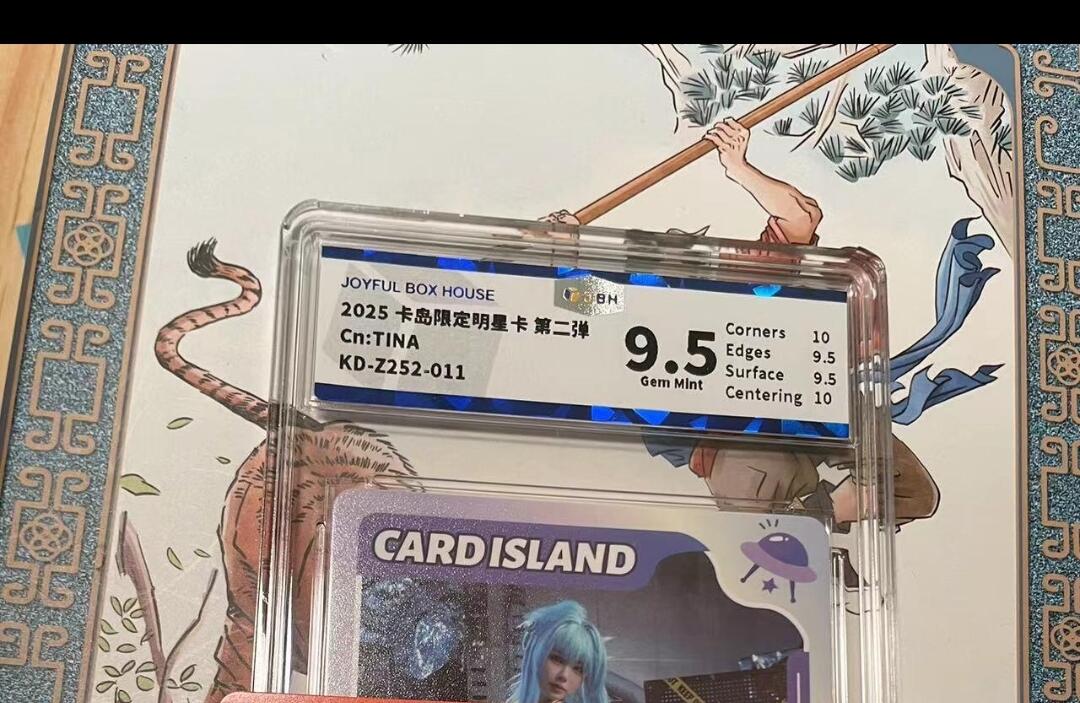 JOYFUL BOX HOUSE
JBH
2025 卡岛限定明星卡 第二弹
Cn:TINA
KD-Z252-011
9.5
Gem Mint
Corners 10
Edges 9.5
Surface 9.5
Centering 10
CARD ISLAND